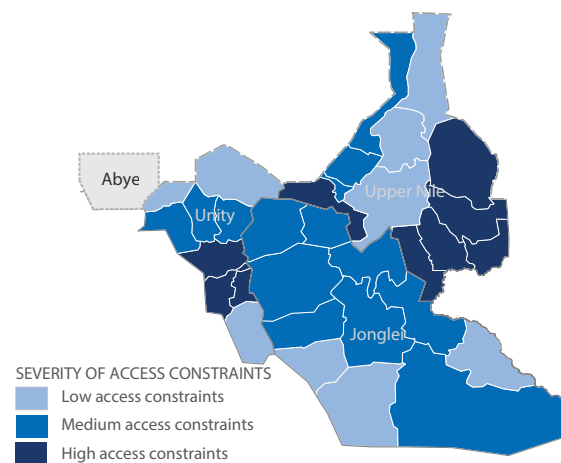 Abye
Upper Nile
Unity
Jonglei
SEVERITY OF ACCESS CONSTRAINTS
Low access constraints
Medium access constraints
High access constraints